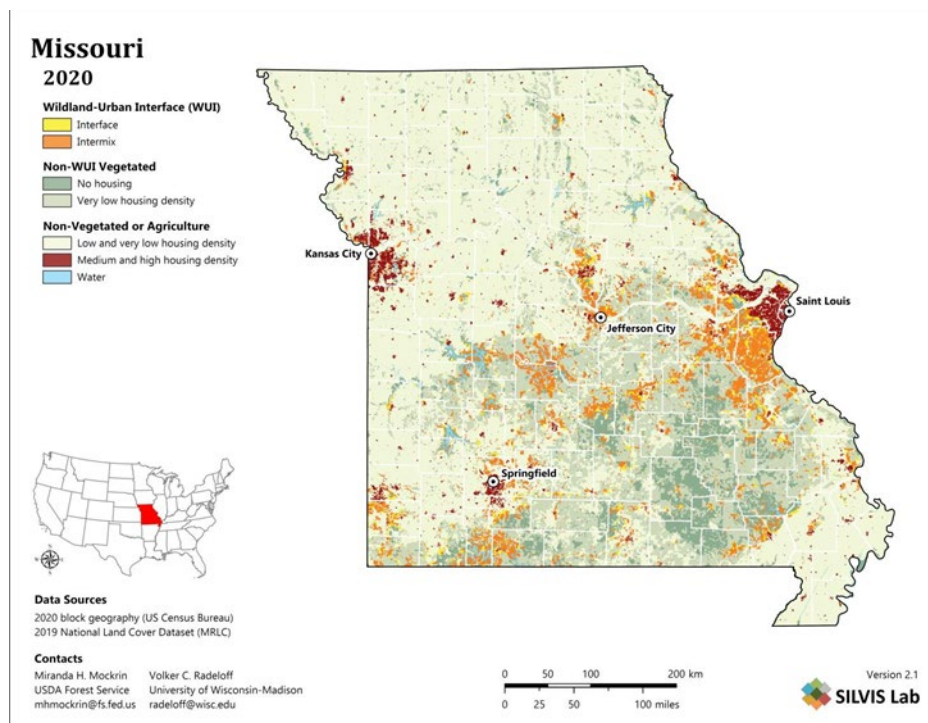 Missouri
2020
Wildland-Urban Interface (WUI)
Interface
Intermix
Non-WUI Vegetated
No housing
Very low housing density
Non-Vegetated or Agriculture
Low and very low housing density
Medium and high housing density
Water
Kansas City
Saint Louis
Jefferson City
Springfield
Data Sources
2020 block geography (US Census Bureau)
2019 National Land Cover Dataset (MRLC)
Contacts
Miranda H. Mockrin Volker C. Radeloff
USDA Forest Service University of Wisconsin-Madison
mhmockrin@fs.fed.us radeloff@wisc.edu
0 50 100 200 km
0 25 50 100 miles
Version 2.1
SILVIS Lab